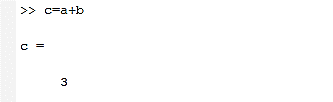 >> c=a+b
c =
3